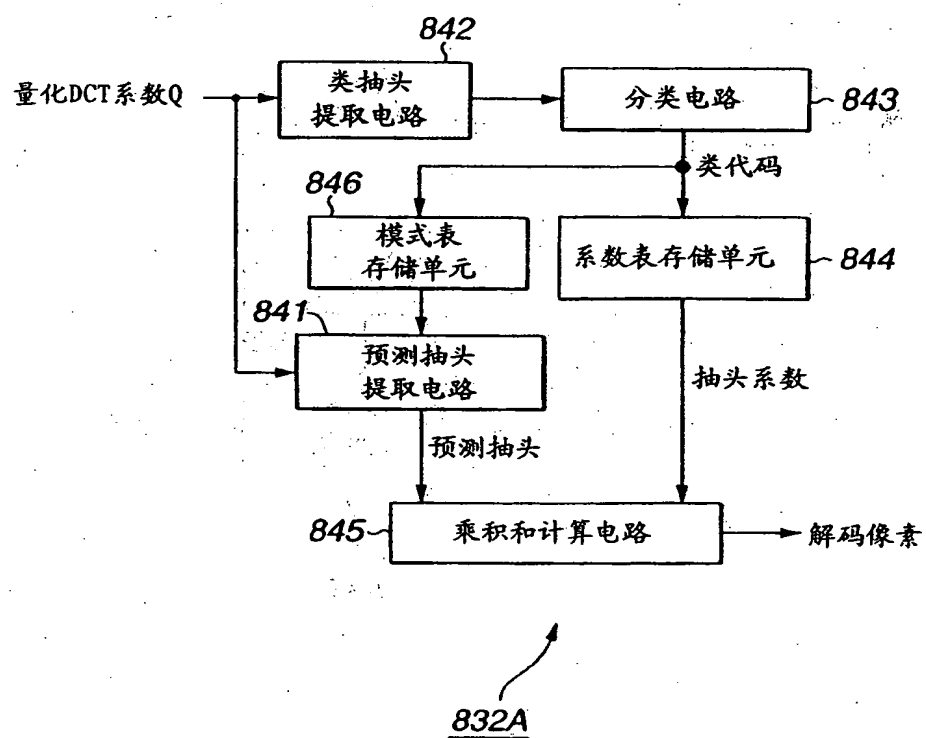 842
量化DCT系数Q
类抽头
提取电路
分类电路
843
类代码
846
模式表
存储单元
系数表存储单元
844
841
预测抽头
提取电路
抽头系数
预测抽头
845
乘积和计算电路
解码像素
832A